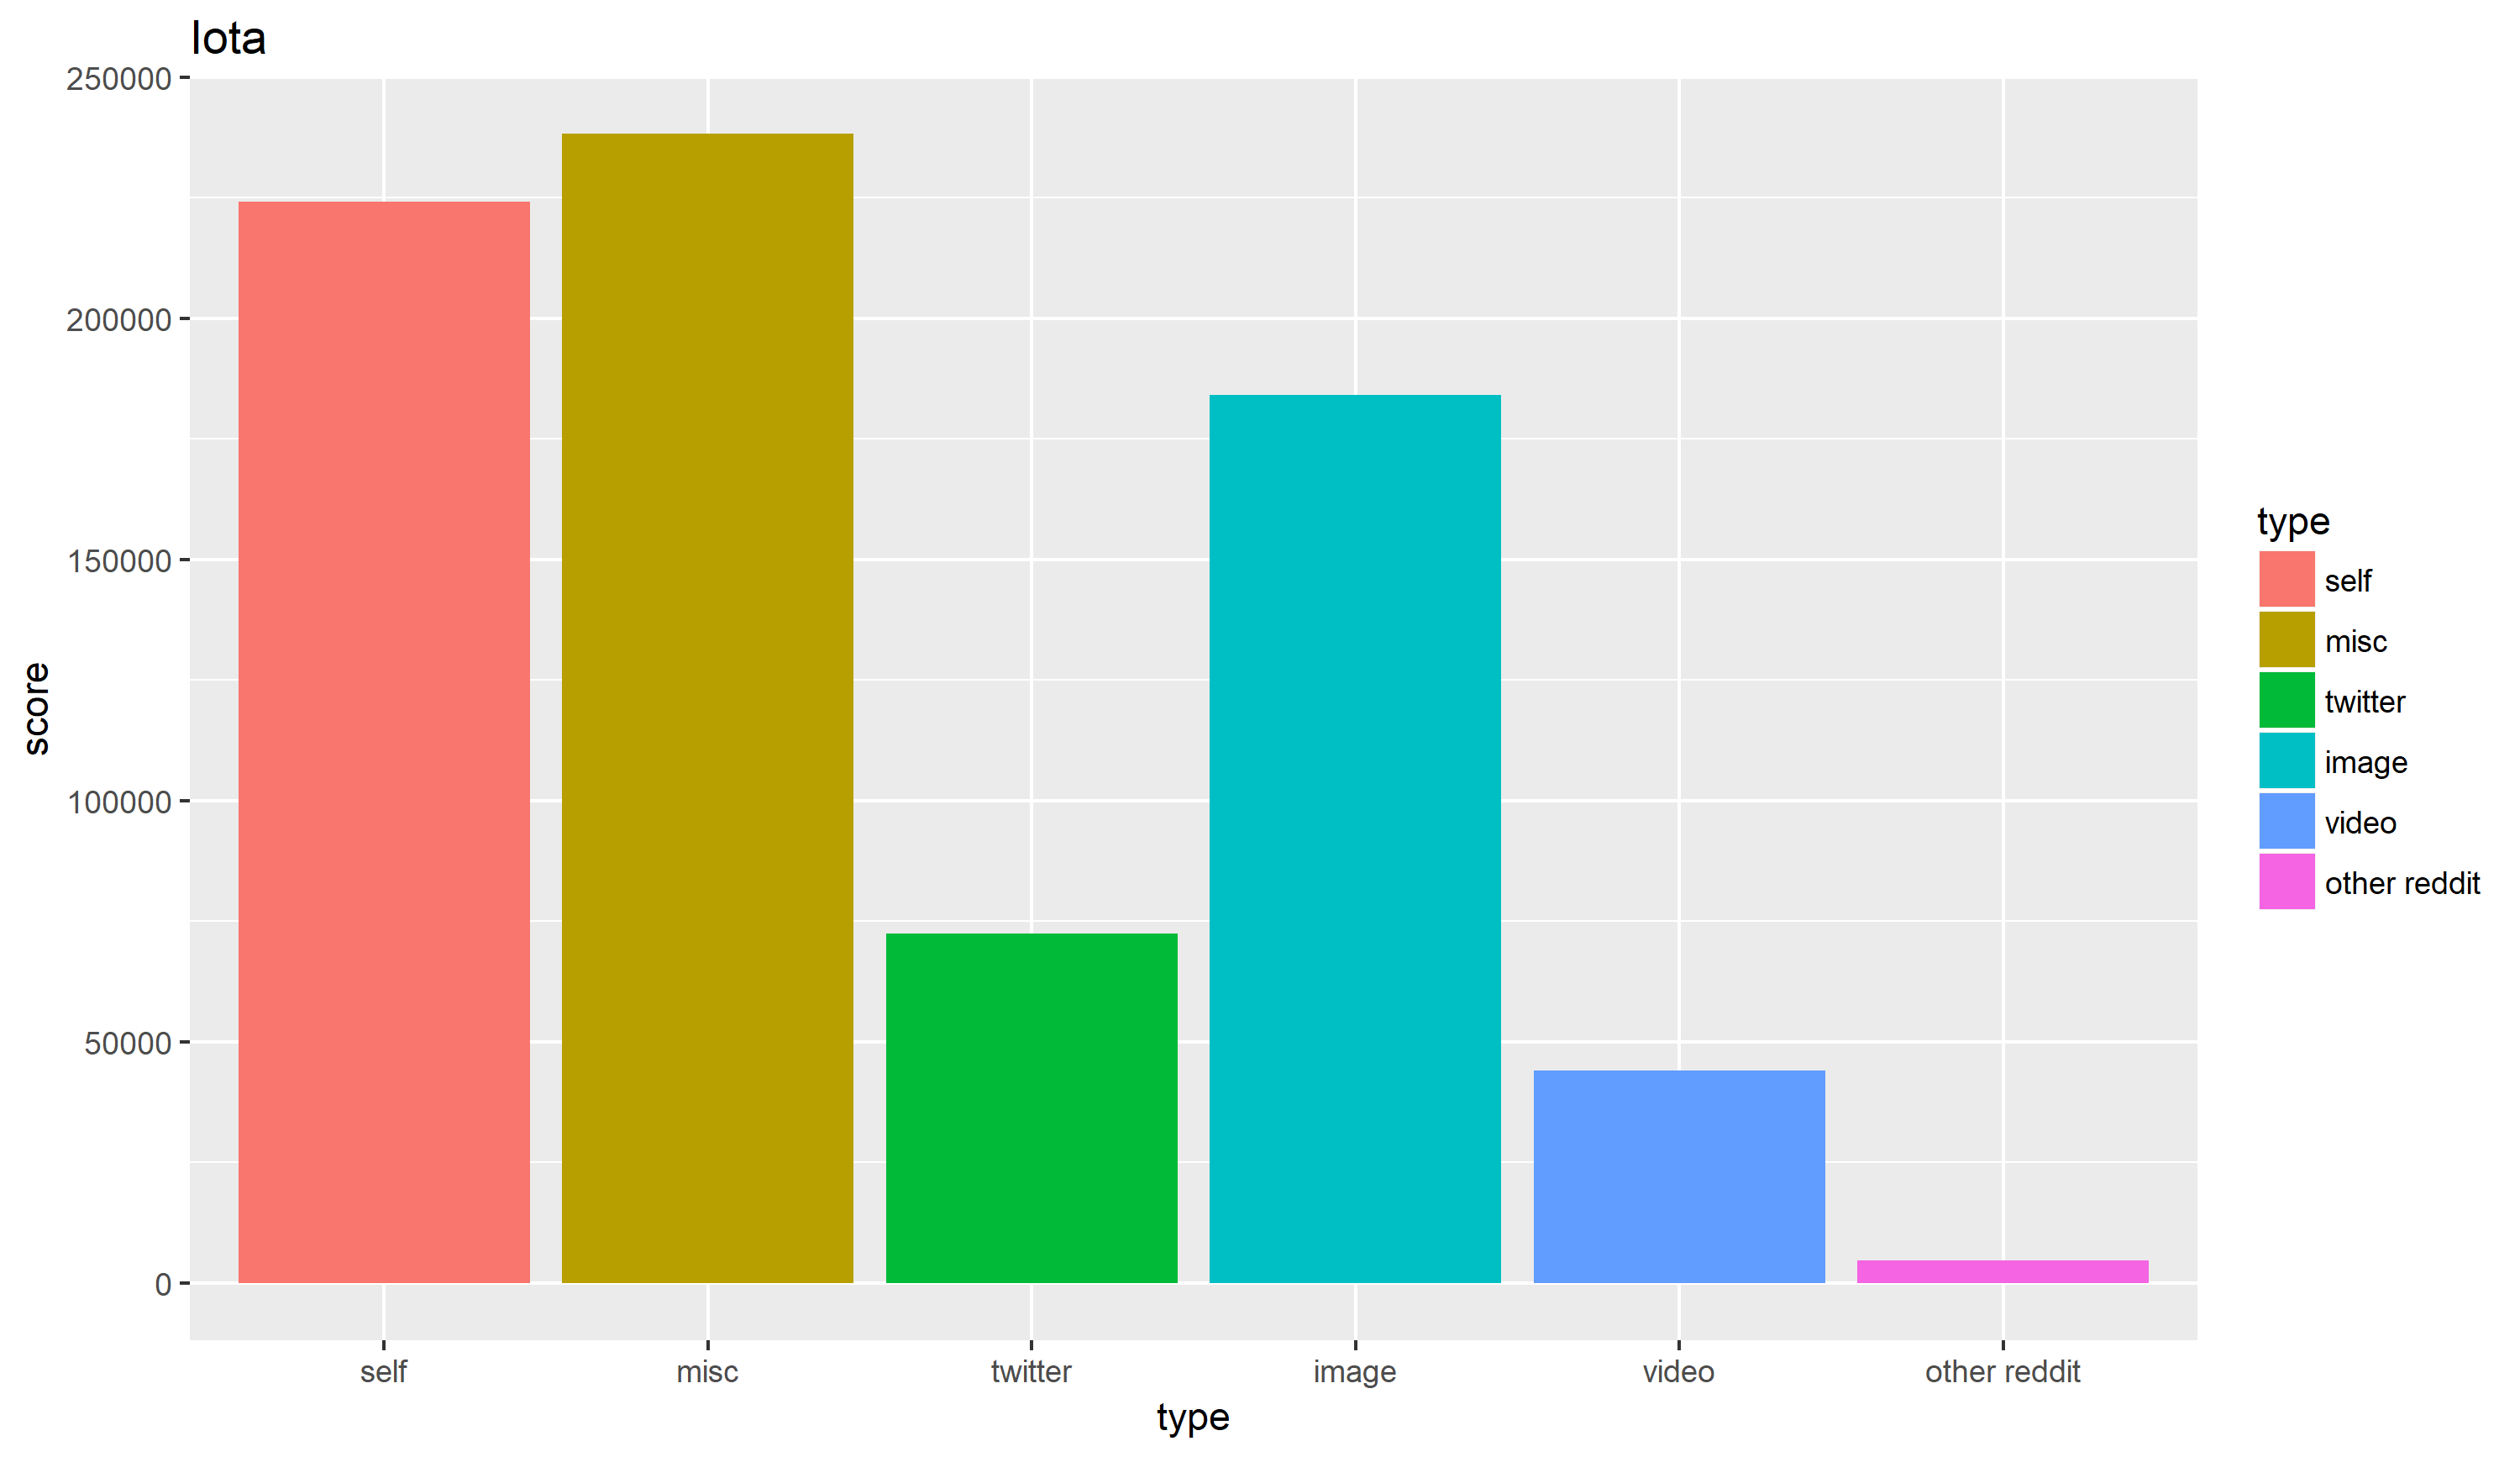 Iota
250000
200000
150000
100000
50000
0
score
self misc twitter image video other reddit
type
type
self
misc
twitter
image
video
other reddit